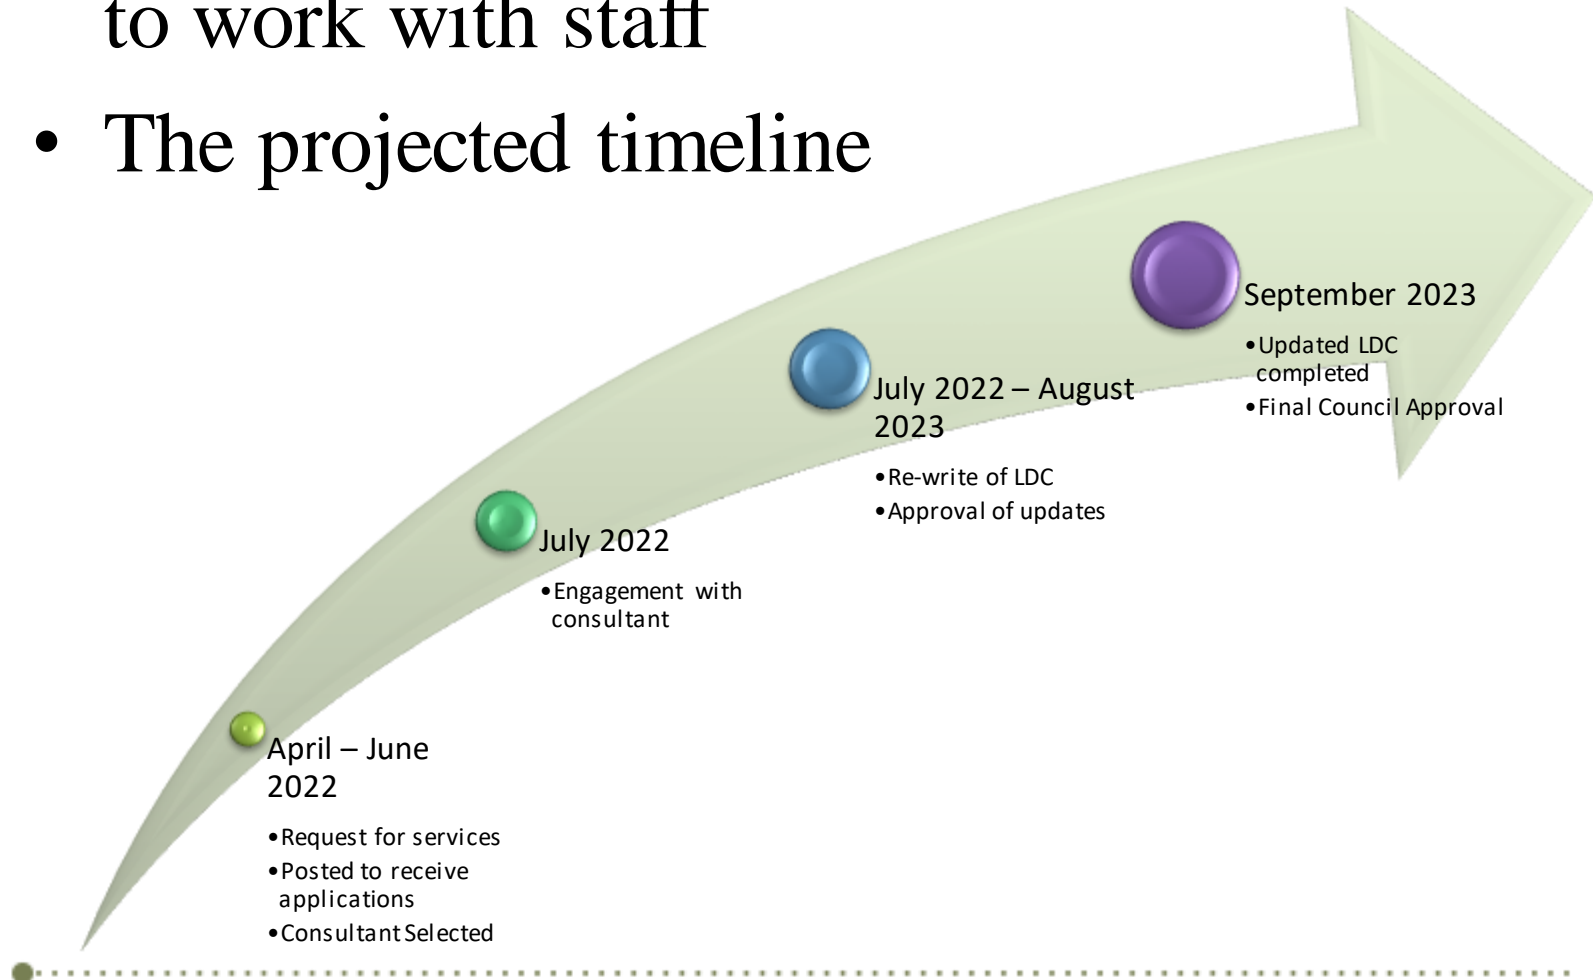 to work with staff
• The projected timeline
September 2023
•Updated LDC
completed
•Final Council Approval
July 2022 – August
2023
•Re-write of LDC
•Approval of updates
July 2022
•Engagement with
consultant
April – June
2022
•Request for services
•Posted to receive
applications
•Consultant Selected